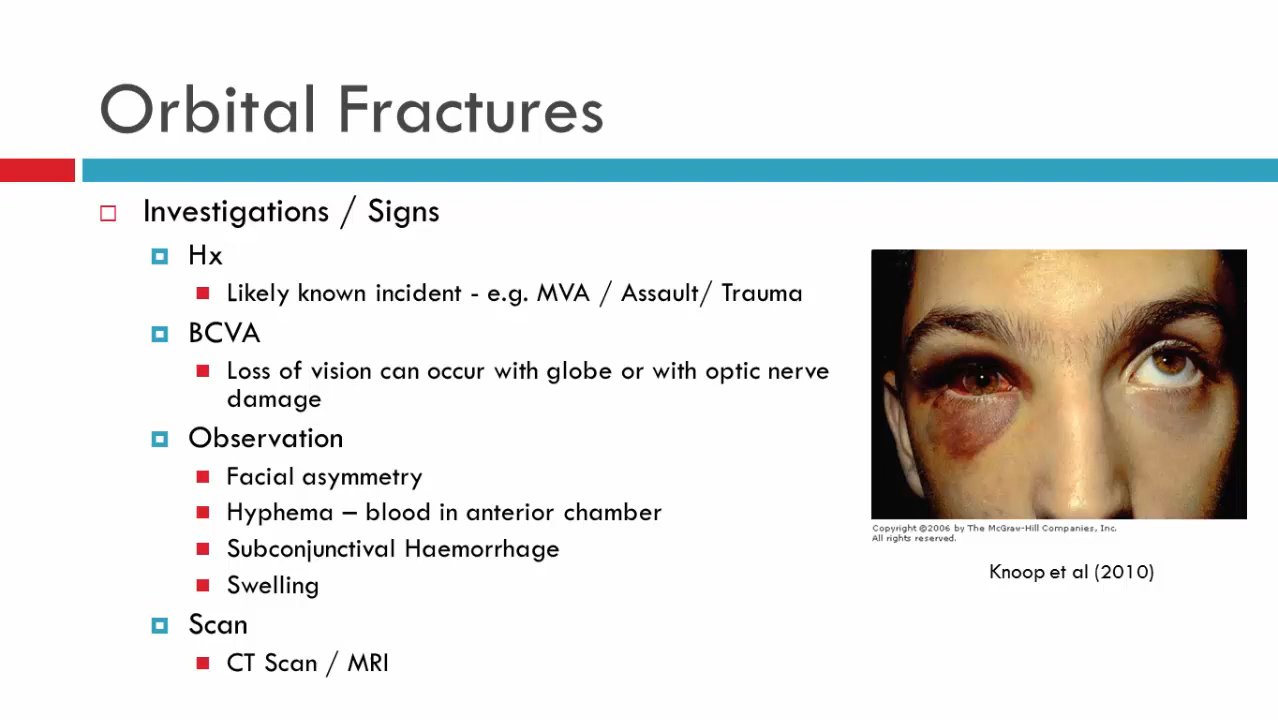 Orbital Fractures
Investigations / Signs
Hx
Likely known incident - e.g. MVA / Assault/ Trauma
BCVA
Loss of vision can occur with globe or with optic nerve
damage
Observation
Facial asymmetry
Hyphema – blood in anterior chamber
Subconjunctival Haemorrhage
Swelling
Scan
CT Scan / MRI
Copyright ©2006 by The McGraw-Hill Companies, Inc.
All rights reserved.
Knoop et al (2010)